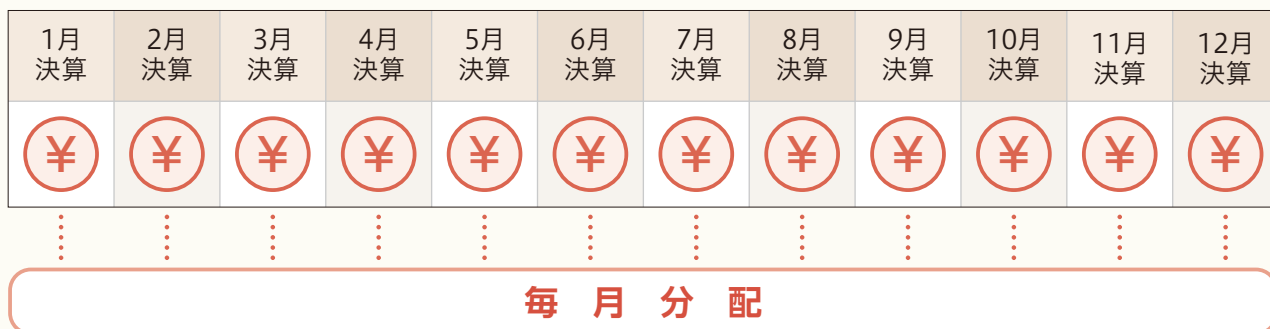 1月 2月 3月 4月 5月 6月 7月 8月 9月 10月 11月 12月
決算 決算 決算 決算 決算 決算 決算 決算 決算 決算 決算 決算
¥ ¥ ¥ ¥ ¥ ¥ ¥ ¥ ¥ ¥ ¥ ¥
毎月分配